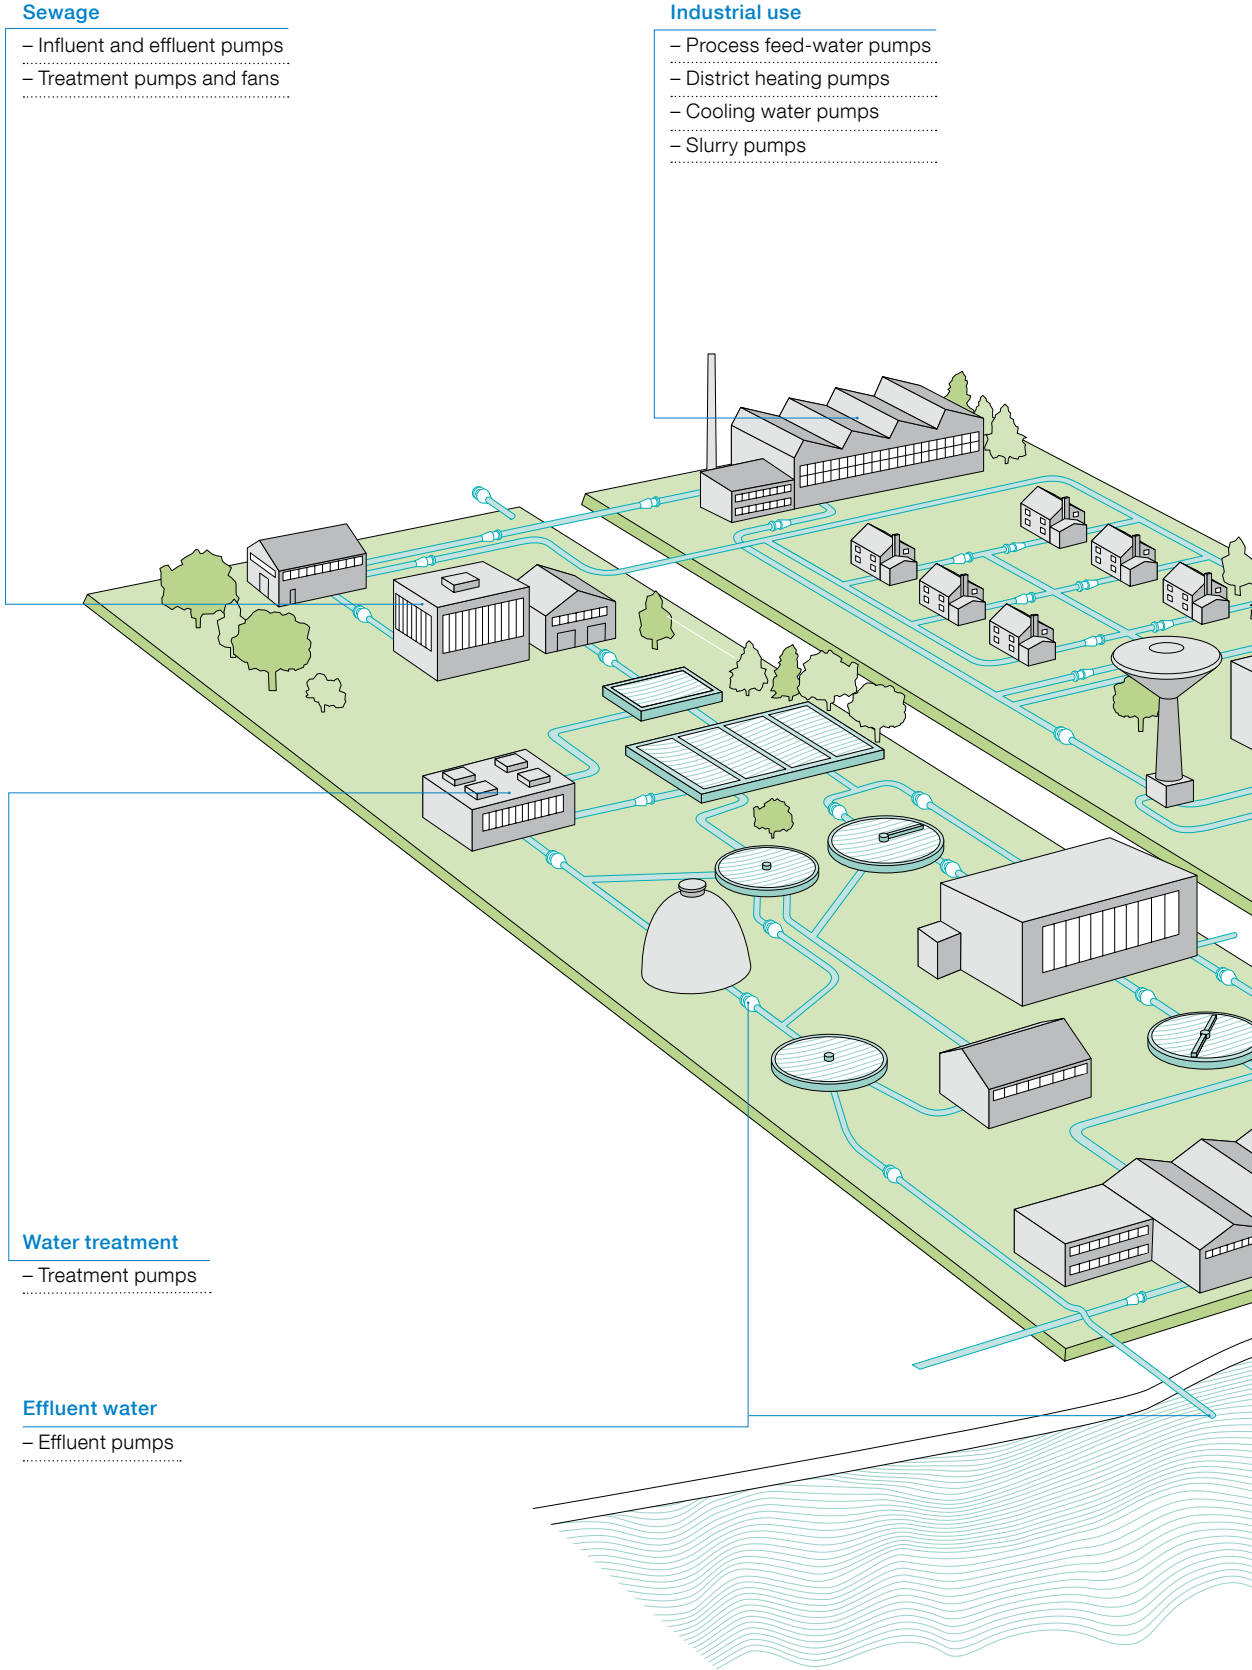 Sewage
– Influent and effluent pumps
– Treatment pumps and fans
Industrial use
– Process feed-water pumps
– District heating pumps
– Cooling water pumps
– Slurry pumps
Water treatment
– Treatment pumps
Effluent water
– Effluent pumps